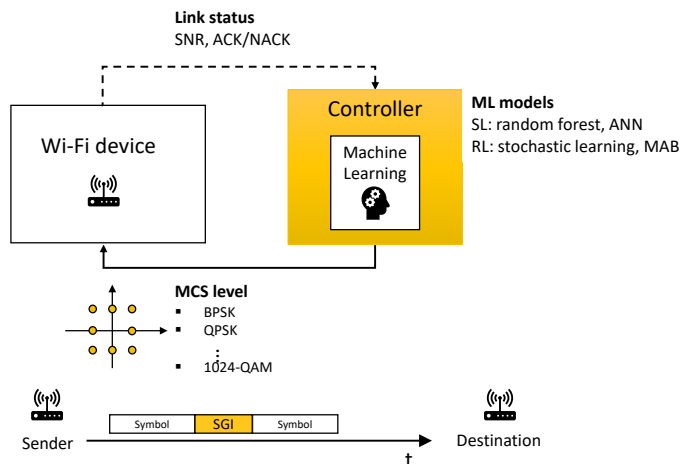 Link status
SNR, ACK/NACK
Wi-Fi device
Controller
Machine
Learning
ML models
SL: random forest, ANN
RL: stochastic learning, MAB
MCS level
▪ BPSK
▪ QPSK
⋮
▪ 1024-QAM
Sender
Symbol SGI Symbol
t
Destination